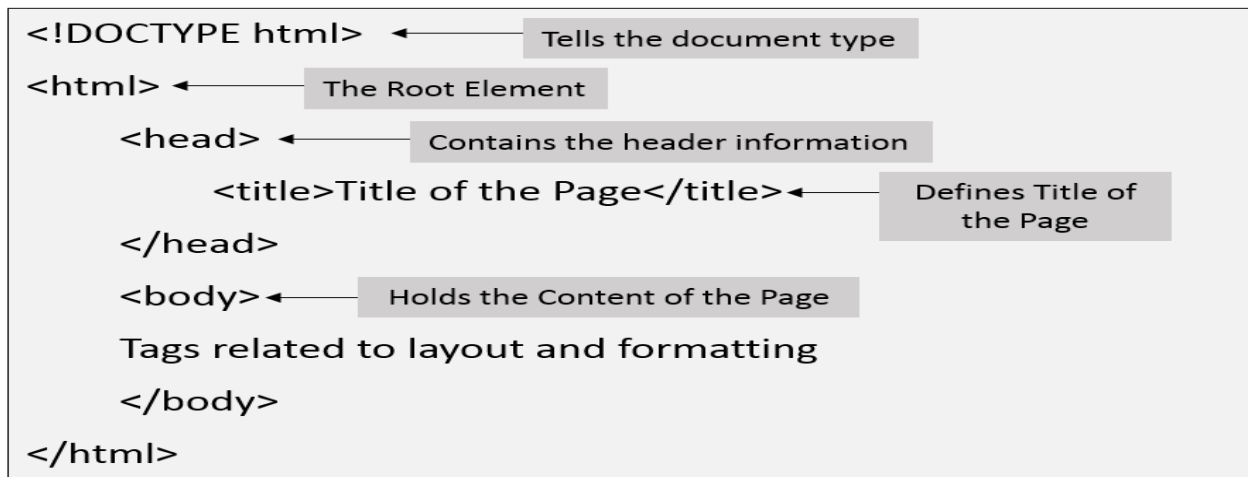 <!DOCTYPE html> Tells the document type
<html> The Root Element
<head> Contains the header information
<title>Title of the Page</title> Defines Title of
the Page
</head>
<body> Holds the Content of the Page
Tags related to layout and formatting
</body>
</html>